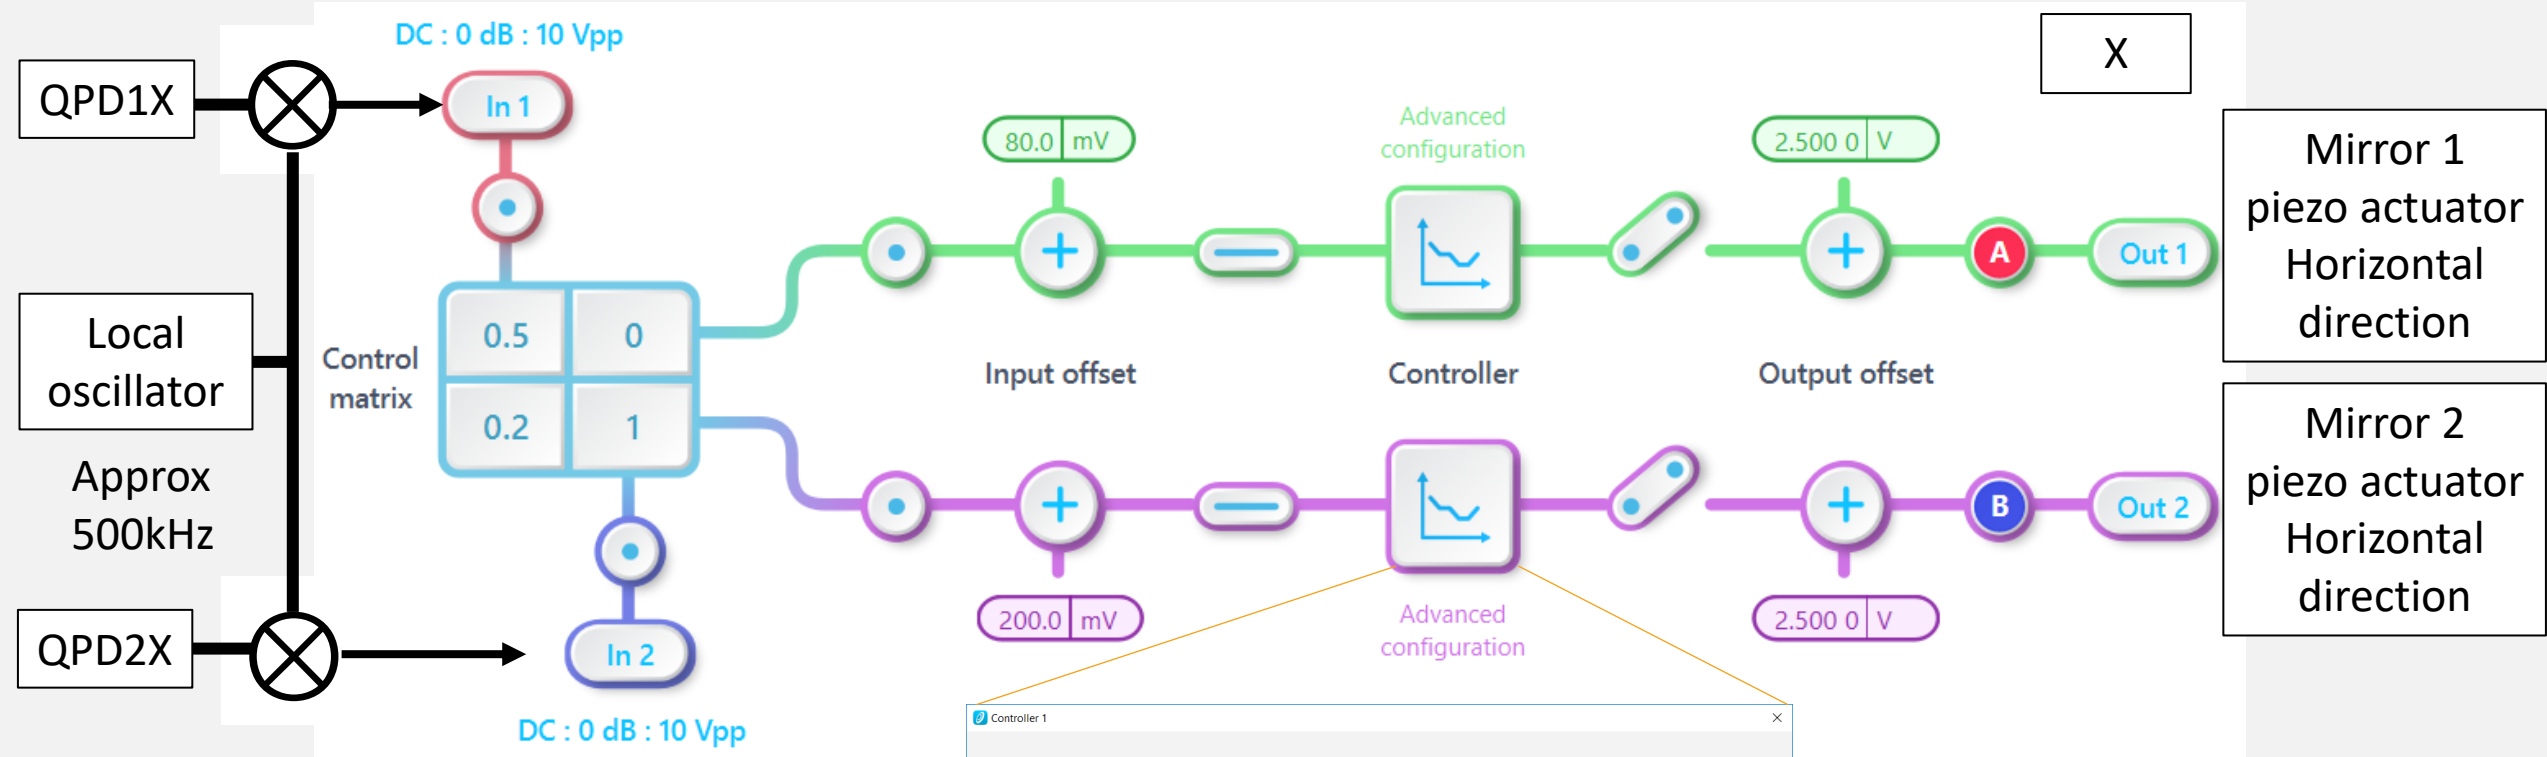 DC : 0 dB : 10 Vpp
X
QPD1X
In 1
80.0 mV
Advanced
configuration
2.500 0 V
Mirror 1
piezo actuator
Horizontal
direction
A
Out 1
Local
oscillator
Control
matrix
0.5 0
0.2 1
Input offset
Controller
Output offset
Approx
500kHz
Mirror 2
piezo actuator
Horizontal
direction
B
Out 2
QPD2X
In 2
200.0 mV
Advanced
configuration
2.500 0 V
DC : 0 dB : 10 Vpp
Controller 1